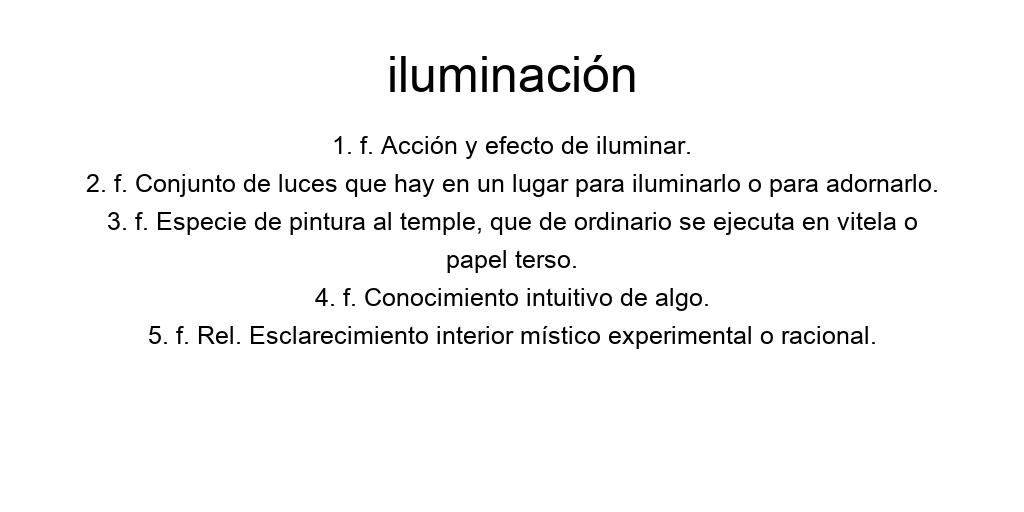 iluminación
1. f. Acción y efecto de iluminar.
2. f. Conjunto de luces que hay en un lugar para iluminarlo o para adornarlo.
3. f. Especie de pintura al temple, que de ordinario se ejecuta en vitela o
papel terso.
4. f. Conocimiento intuitivo de algo.
5. f. Rel. Esclarecimiento interior místico experimental o racional.